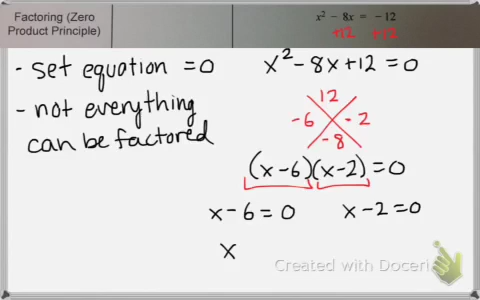 Factoring (Zero
Product Principle)
x² - 8x = -12
+12 +12
- set equation = 0
x² - 8x + 12 = 0
- not everything
can be factored
12
-6 -2
-8
(x-6)(x-2) = 0
x - 6 = 0 x - 2 = 0
x
Created with Doceri